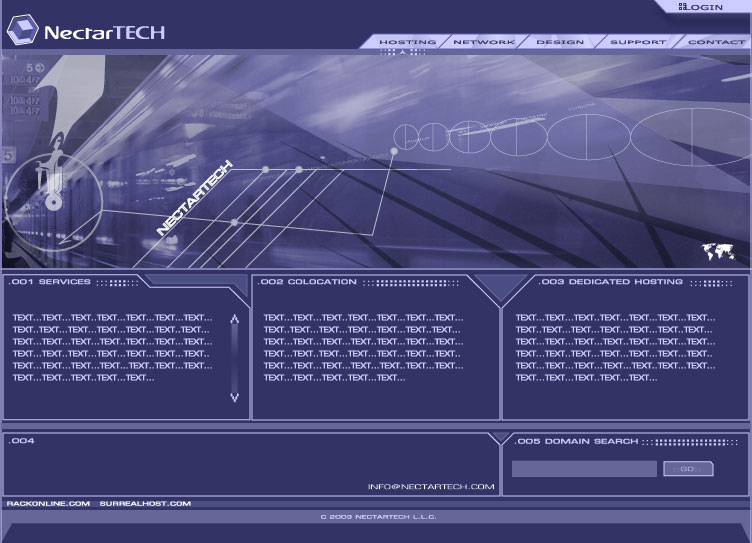 LOGIN
NectarTECH
HOSTING NETWORK DESIGN SUPPORT CONTACT
5
5
NECTARTECH
.001 SERVICES
TEXT...TEXT...TEXT..TEXT...TEXT...TEXT...TEXT...
TEXT..TEXT...TEXT...TEXT...TEXT...TEXT...TEXT...
TEXT...TEXT...TEXT...TEXT..TEXT...TEXT...TEXT...
TEXT...TEXT...TEXT..TEXT...TEXT...TEXT...TEXT..
TEXT...TEXT...TEXT...TEXT..TEXT...TEXT...TEXT...
TEXT...TEXT...TEXT..TEXT...TEXT...
.002 COLOCATION
TEXT...TEXT...TEXT..TEXT...TEXT...TEXT...TEXT...
TEXT..TEXT...TEXT...TEXT...TEXT...TEXT...TEXT...
TEXT...TEXT...TEXT...TEXT..TEXT...TEXT...TEXT...
TEXT...TEXT...TEXT..TEXT...TEXT...TEXT...TEXT..
TEXT...TEXT...TEXT...TEXT..TEXT...TEXT...TEXT...
TEXT...TEXT...TEXT..TEXT...TEXT...
.003 DEDICATED HOSTING
TEXT...TEXT...TEXT..TEXT...TEXT...TEXT...TEXT...
TEXT..TEXT...TEXT...TEXT...TEXT...TEXT...TEXT...
TEXT...TEXT...TEXT...TEXT..TEXT...TEXT...TEXT...
TEXT...TEXT...TEXT..TEXT...TEXT...TEXT...TEXT..
TEXT...TEXT...TEXT...TEXT..TEXT...TEXT...TEXT...
TEXT...TEXT...TEXT..TEXT...TEXT...
.004
INFO@NECTARTECH.COM
.005 DOMAIN SEARCH
::GO::
RACKONLINE.COM SURREALHOST.COM
© 2003 NECTARTECH L.L.C.